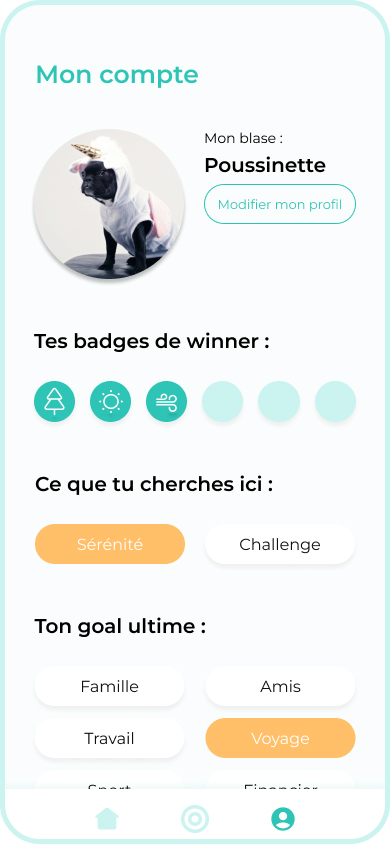 Mon compte
Mon blase :
Poussinette
Modifier mon profil
Tes badges de winner :
Ce que tu cherches ici :
Sérénité
Challenge
Ton goal ultime :
Famille
Amis
Travail
Voyage
Sport
Financier